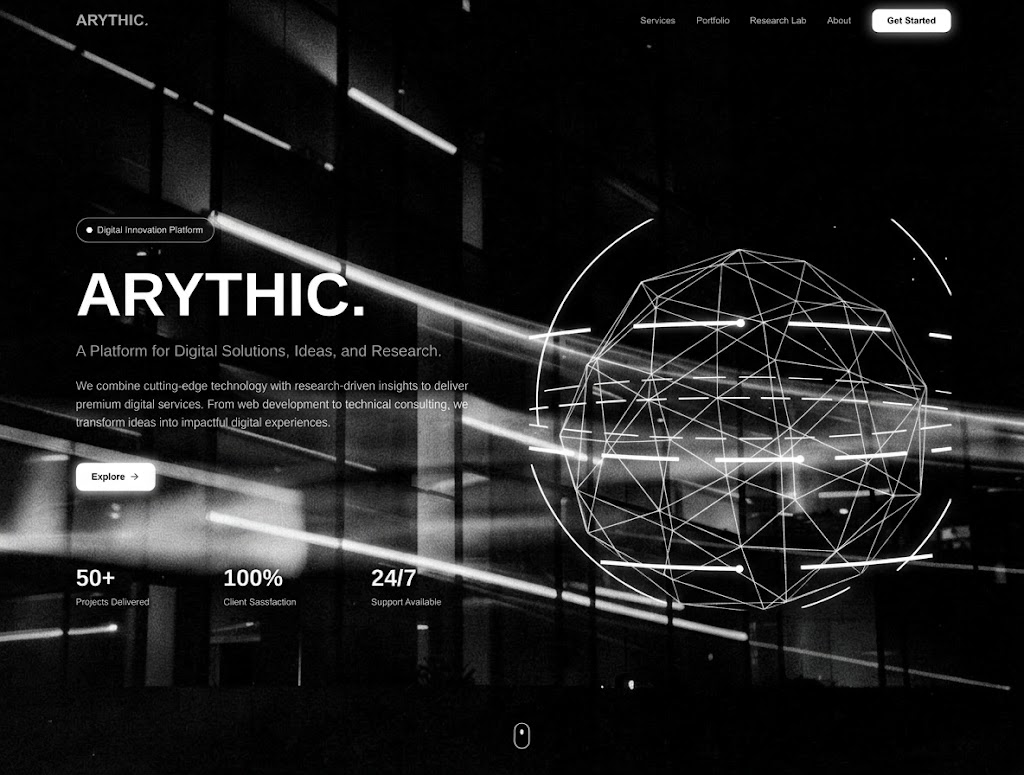 ARYTHIC.
Services Portfolio Research Lab About Get Started
Digital Innovation Platform
ARYTHIC.
A Platform for Digital Solutions, Ideas, and Research.
We combine cutting-edge technology with research-driven insights to deliver
premium digital services. From web development to technical consulting, we
transform ideas into impactful digital experiences.
Explore →
50+ 100% 24/7
Projects Delivered Client Sassfaction Support Available